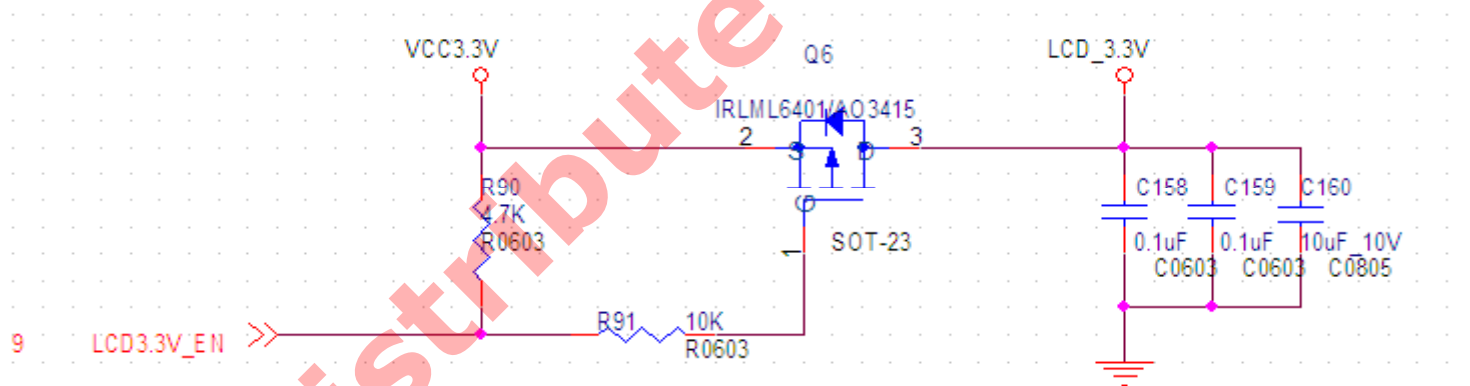 VCC3.3V
Q6
LCD_3.3V
IRLML6401/AO3415
2
S
D
3
R90
4.7K
R0603
G
1
SOT-23
C158
C159
C160
0.1uF
0.1uF
10uF_10V
C0603
C0603
C0805
9
LCD3.3V_EN
R91
10K
R0603
istribute